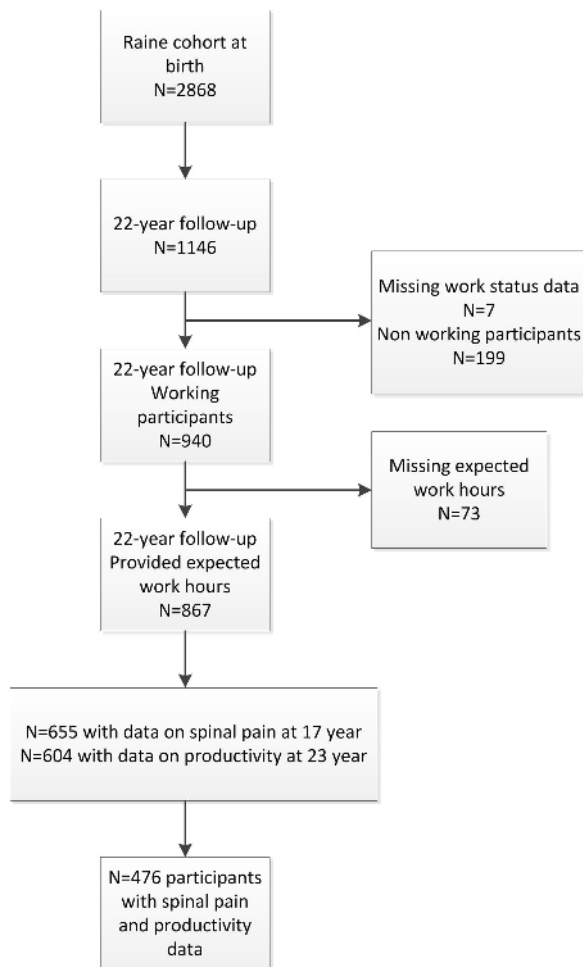 Raine cohort at
birth
N=2868
22-year follow-up
N=1146
Missing work status data
N=7
Non working participants
N=199
22-year follow-up
Working
participants
N=940
Missing expected
work hours
N=73
22-year follow-up
Provided expected
work hours
N=867
N=655 with data on spinal pain at 17 year
N=604 with data on productivity at 23 year
N=476 participants
with spinal pain
and productivity
data